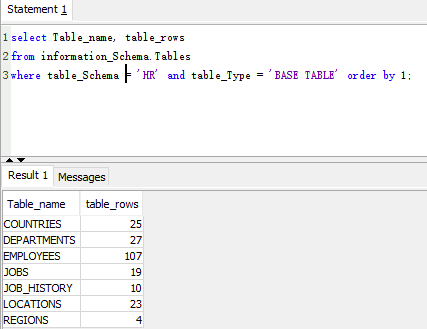 Statement 1
1 select Table_name, table_rows
2 from information_Schema.Tables
3 where table_Schema = 'HR' and table_Type = 'BASE TABLE' order by 1;
Result 1 Messages
Table_name table_rows
COUNTRIES 25
DEPARTMENTS 27
EMPLOYEES 107
JOBS 19
JOB_HISTORY 10
LOCATIONS 23
REGIONS 4